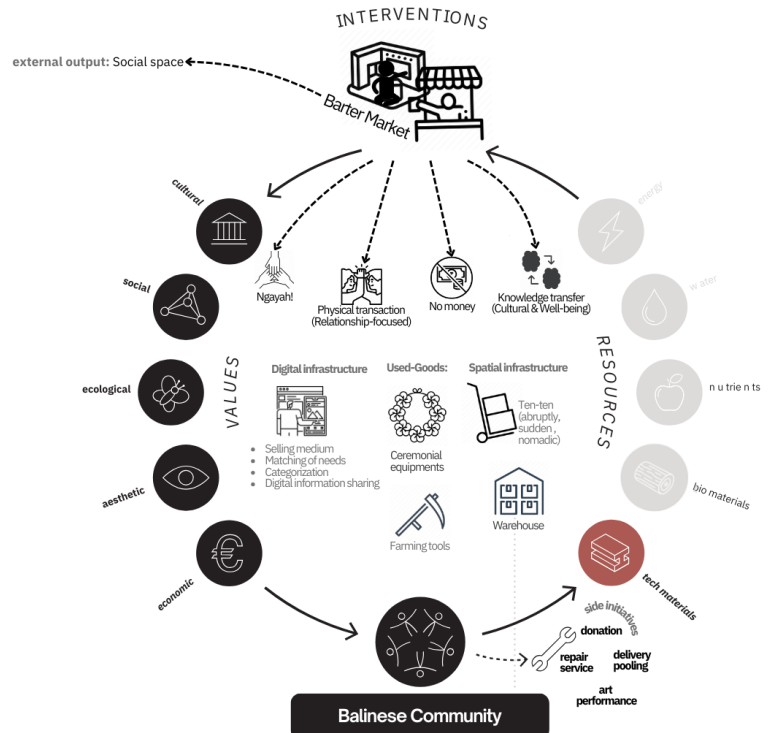 INTERVENTIONS
external output: Social space
Barter Market
cultural
energy
Ngayah!
Physical transaction
(Relationship-focused)
No money
Knowledge transfer
(Cultural & Well-being)
social
w ater
VALUES
RESOURCES
ecological
n u trie n ts
Digital infrastructure
Used-Goods:
Spatial infrastructure
Ten-ten
(abruptly,
sudden ,
nomadic)
• Selling medium
• Matching of needs
• Categorization
• Digital information sharing
Ceremonial
equipments
aesthetic
bio materials
Warehouse
Farming tools
economic
tech materials
side initiatives
donation
repair
service
delivery
pooling
art
performance
Balinese Community